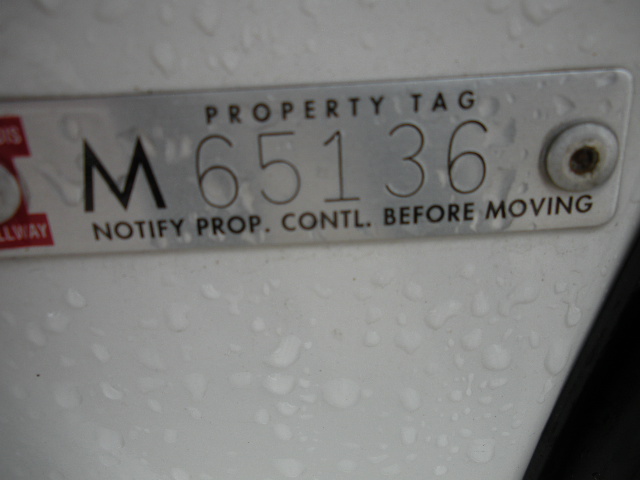 PROPERTY TAG
M 65136
NOTIFY PROP. CONTL. BEFORE MOVING